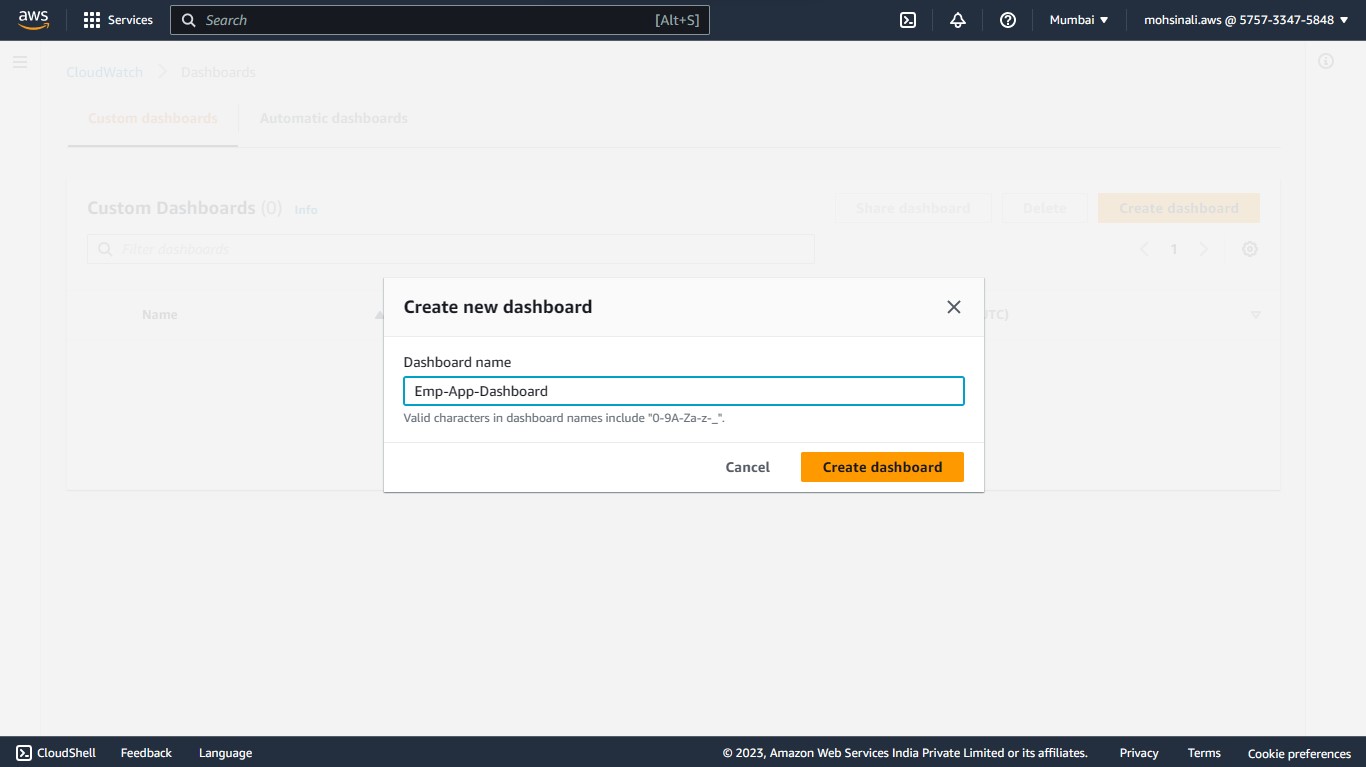 aws
Services
Search [Alt+S]
Mumbai
mohsinali.aws @ 5757-3347-5848
CloudWatch Dashboards
Custom dashboards Automatic dashboards
Custom Dashboards (0) Info
Share dashboard Delete Create dashboard
Filter dashboards
1
Name
UTC)
Create new dashboard
Dashboard name
Emp-App-Dashboard
Valid characters in dashboard names include "0-9A-Za-z-_".
Cancel Create dashboard
CloudShell Feedback Language
© 2023, Amazon Web Services India Private Limited or its affiliates. Privacy Terms Cookie preferences